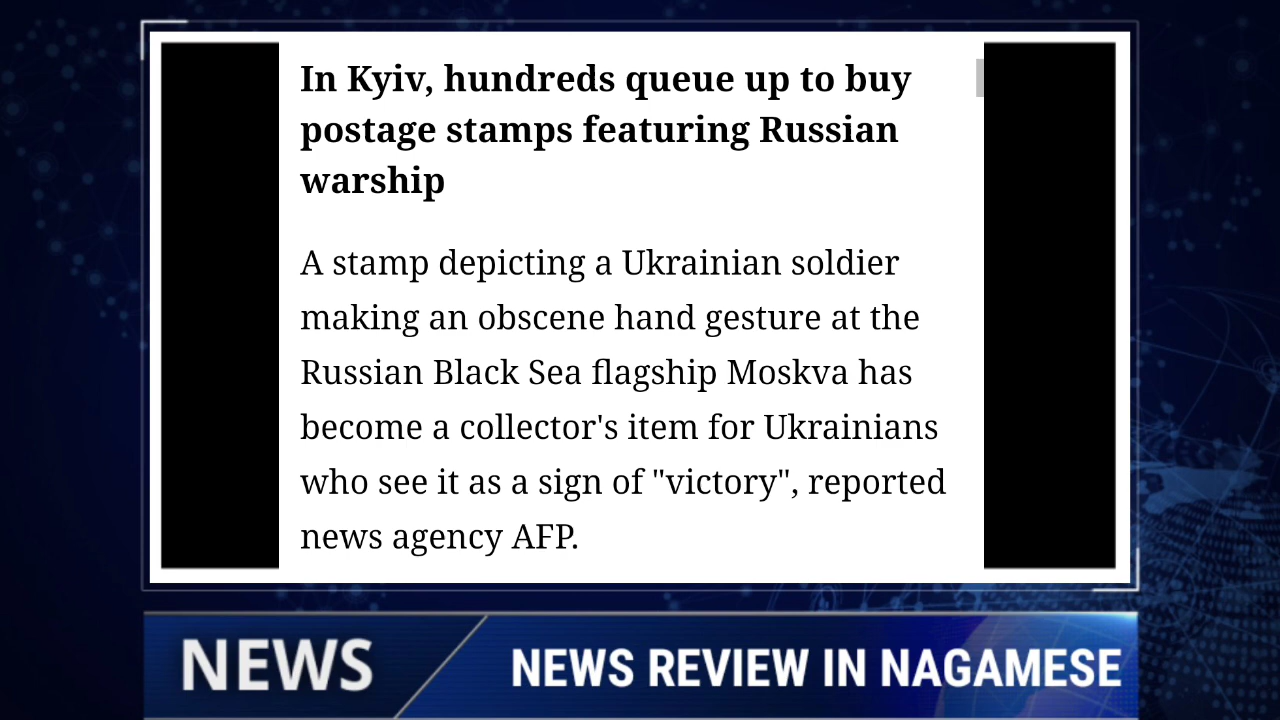 In Kyiv, hundreds queue up to buy
postage stamps featuring Russian
warship
A stamp depicting a Ukrainian soldier
making an obscene hand gesture at the
Russian Black Sea flagship Moskva has
become a collector's item for Ukrainians
who see it as a sign of "victory", reported
news agency AFP.
NEWS
NEWS REVIEW IN NAGAMESE